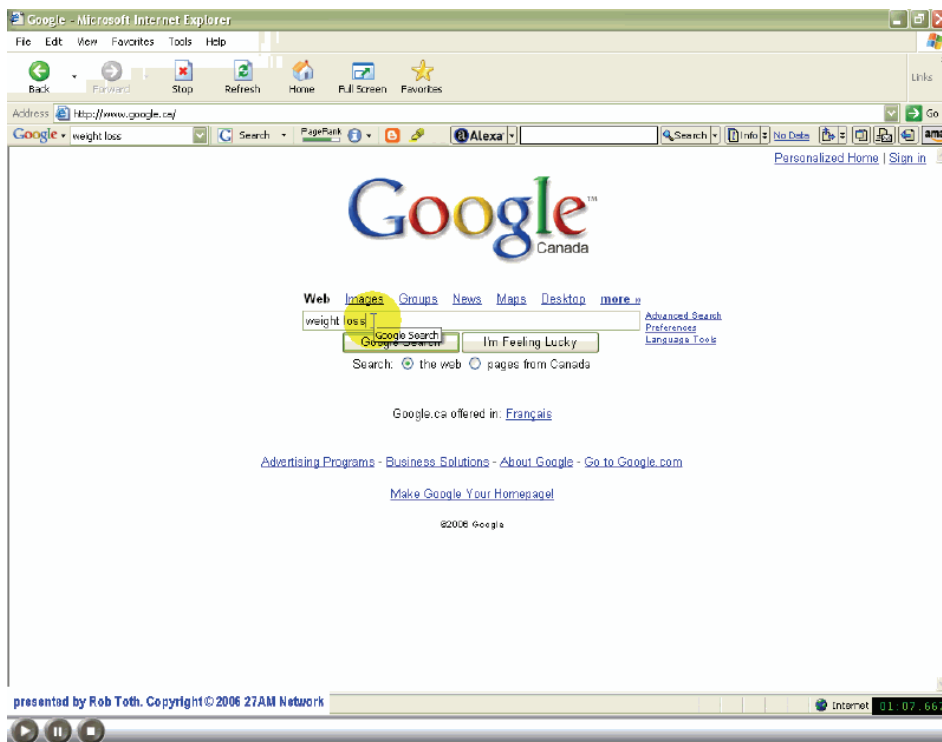 Google - Microsoft Internet Explorer
File Edit View Favorites Tools Help
Back Forward Stop Refresh Home Full Screen Favorites Links
Address http://www.google.ca/ Go
Google weight loss Search PageRank Alexa Search Info No Data
Personalized Home | Sign in
Google™
Canada
Web Images Groups News Maps Desktop more »
weight loss
Advanced Search
Preferences
Language Tools
Google Search
Google Search I'm Feeling Lucky
Search: the web pages from Canada
Google.ca offered in: Français
Advertising Programs - Business Solutions - About Google - Go to Google.com
Make Google Your Homepage!
©2006 Google
presented by Rob Toth. Copyright © 2006 27AM Network
Internet 01:07.667